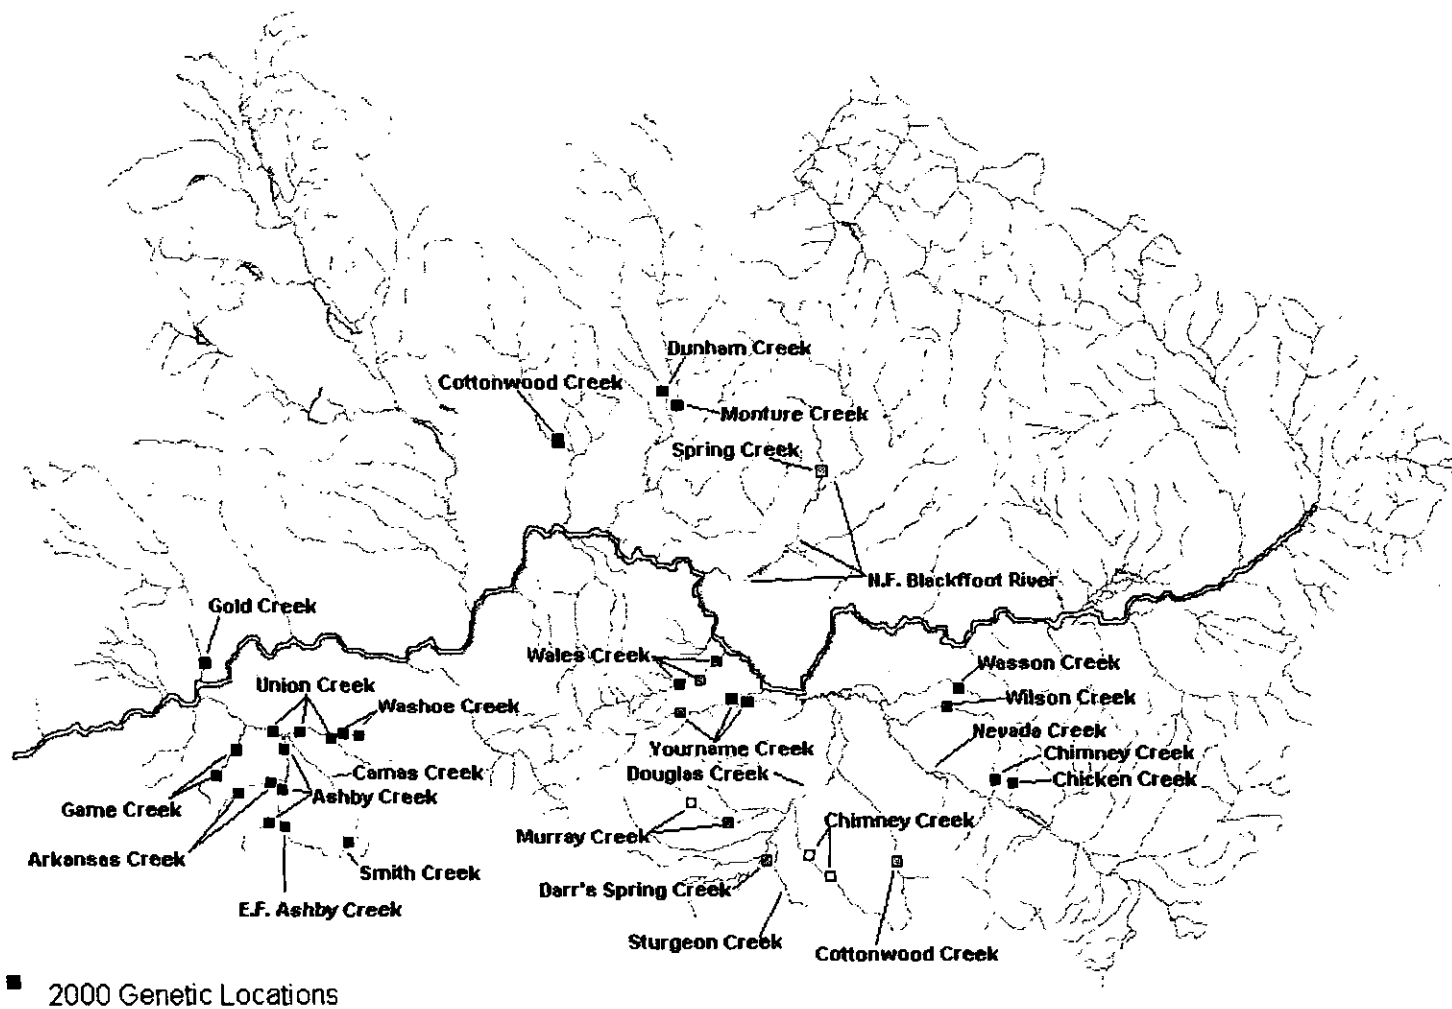 Dunham Creek
Cottonwood Creek
Monture Creek
Spring Creek
N.F. Blackffoot River
Gold Creek
Wales Creek
Wasson Creek
Union Creek
Wilson Creek
Washoe Creek
Nevada Creek
Yourname Creek
Chimney Creek
Camas Creek
Douglas Creek
Chicken Creek
Ashby Creek
Game Creek
Chimney Creek
Murray Creek
Arkansas Creek
Smith Creek
Darr's Spring Creek
E.F. Ashby Creek
Sturgeon Creek
Cottonwood Creek
2000 Genetic Locations